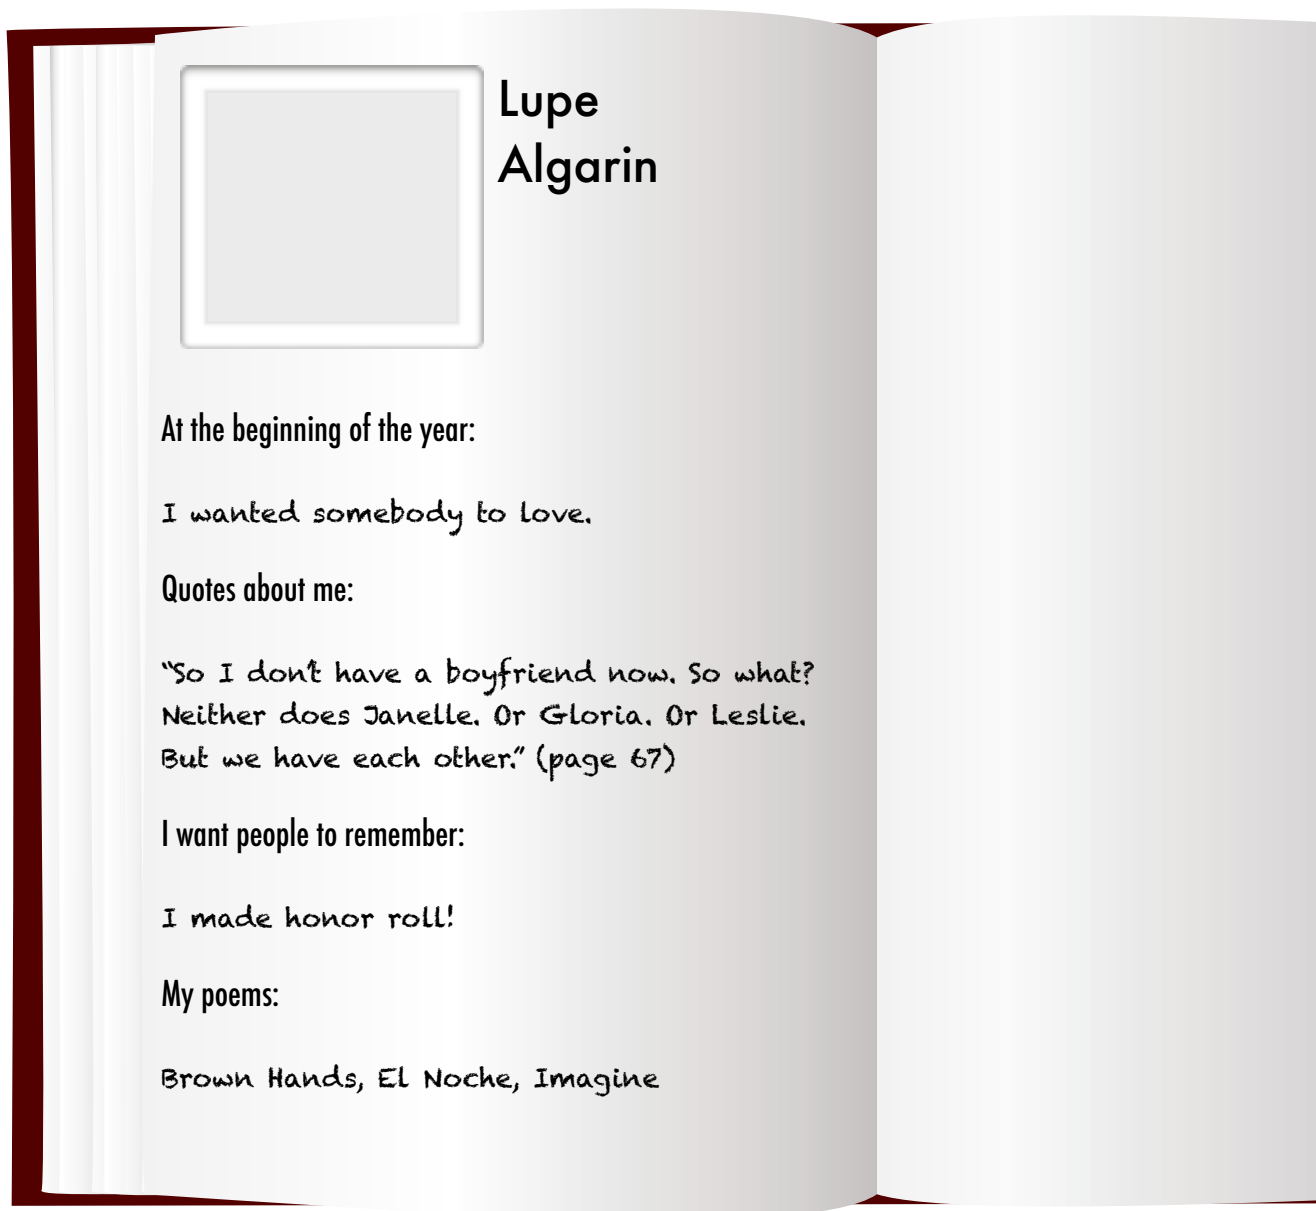 Lupe
Algarin
At the beginning of the year:
I wanted somebody to love.
Quotes about me:
“So I don’t have a boyfriend now. So what?
Neither does Janelle. Or Gloria. Or Leslie.
But we have each other.” (page 67)
I want people to remember:
I made honor roll!
My poems:
Brown Hands, El Noche, Imagine